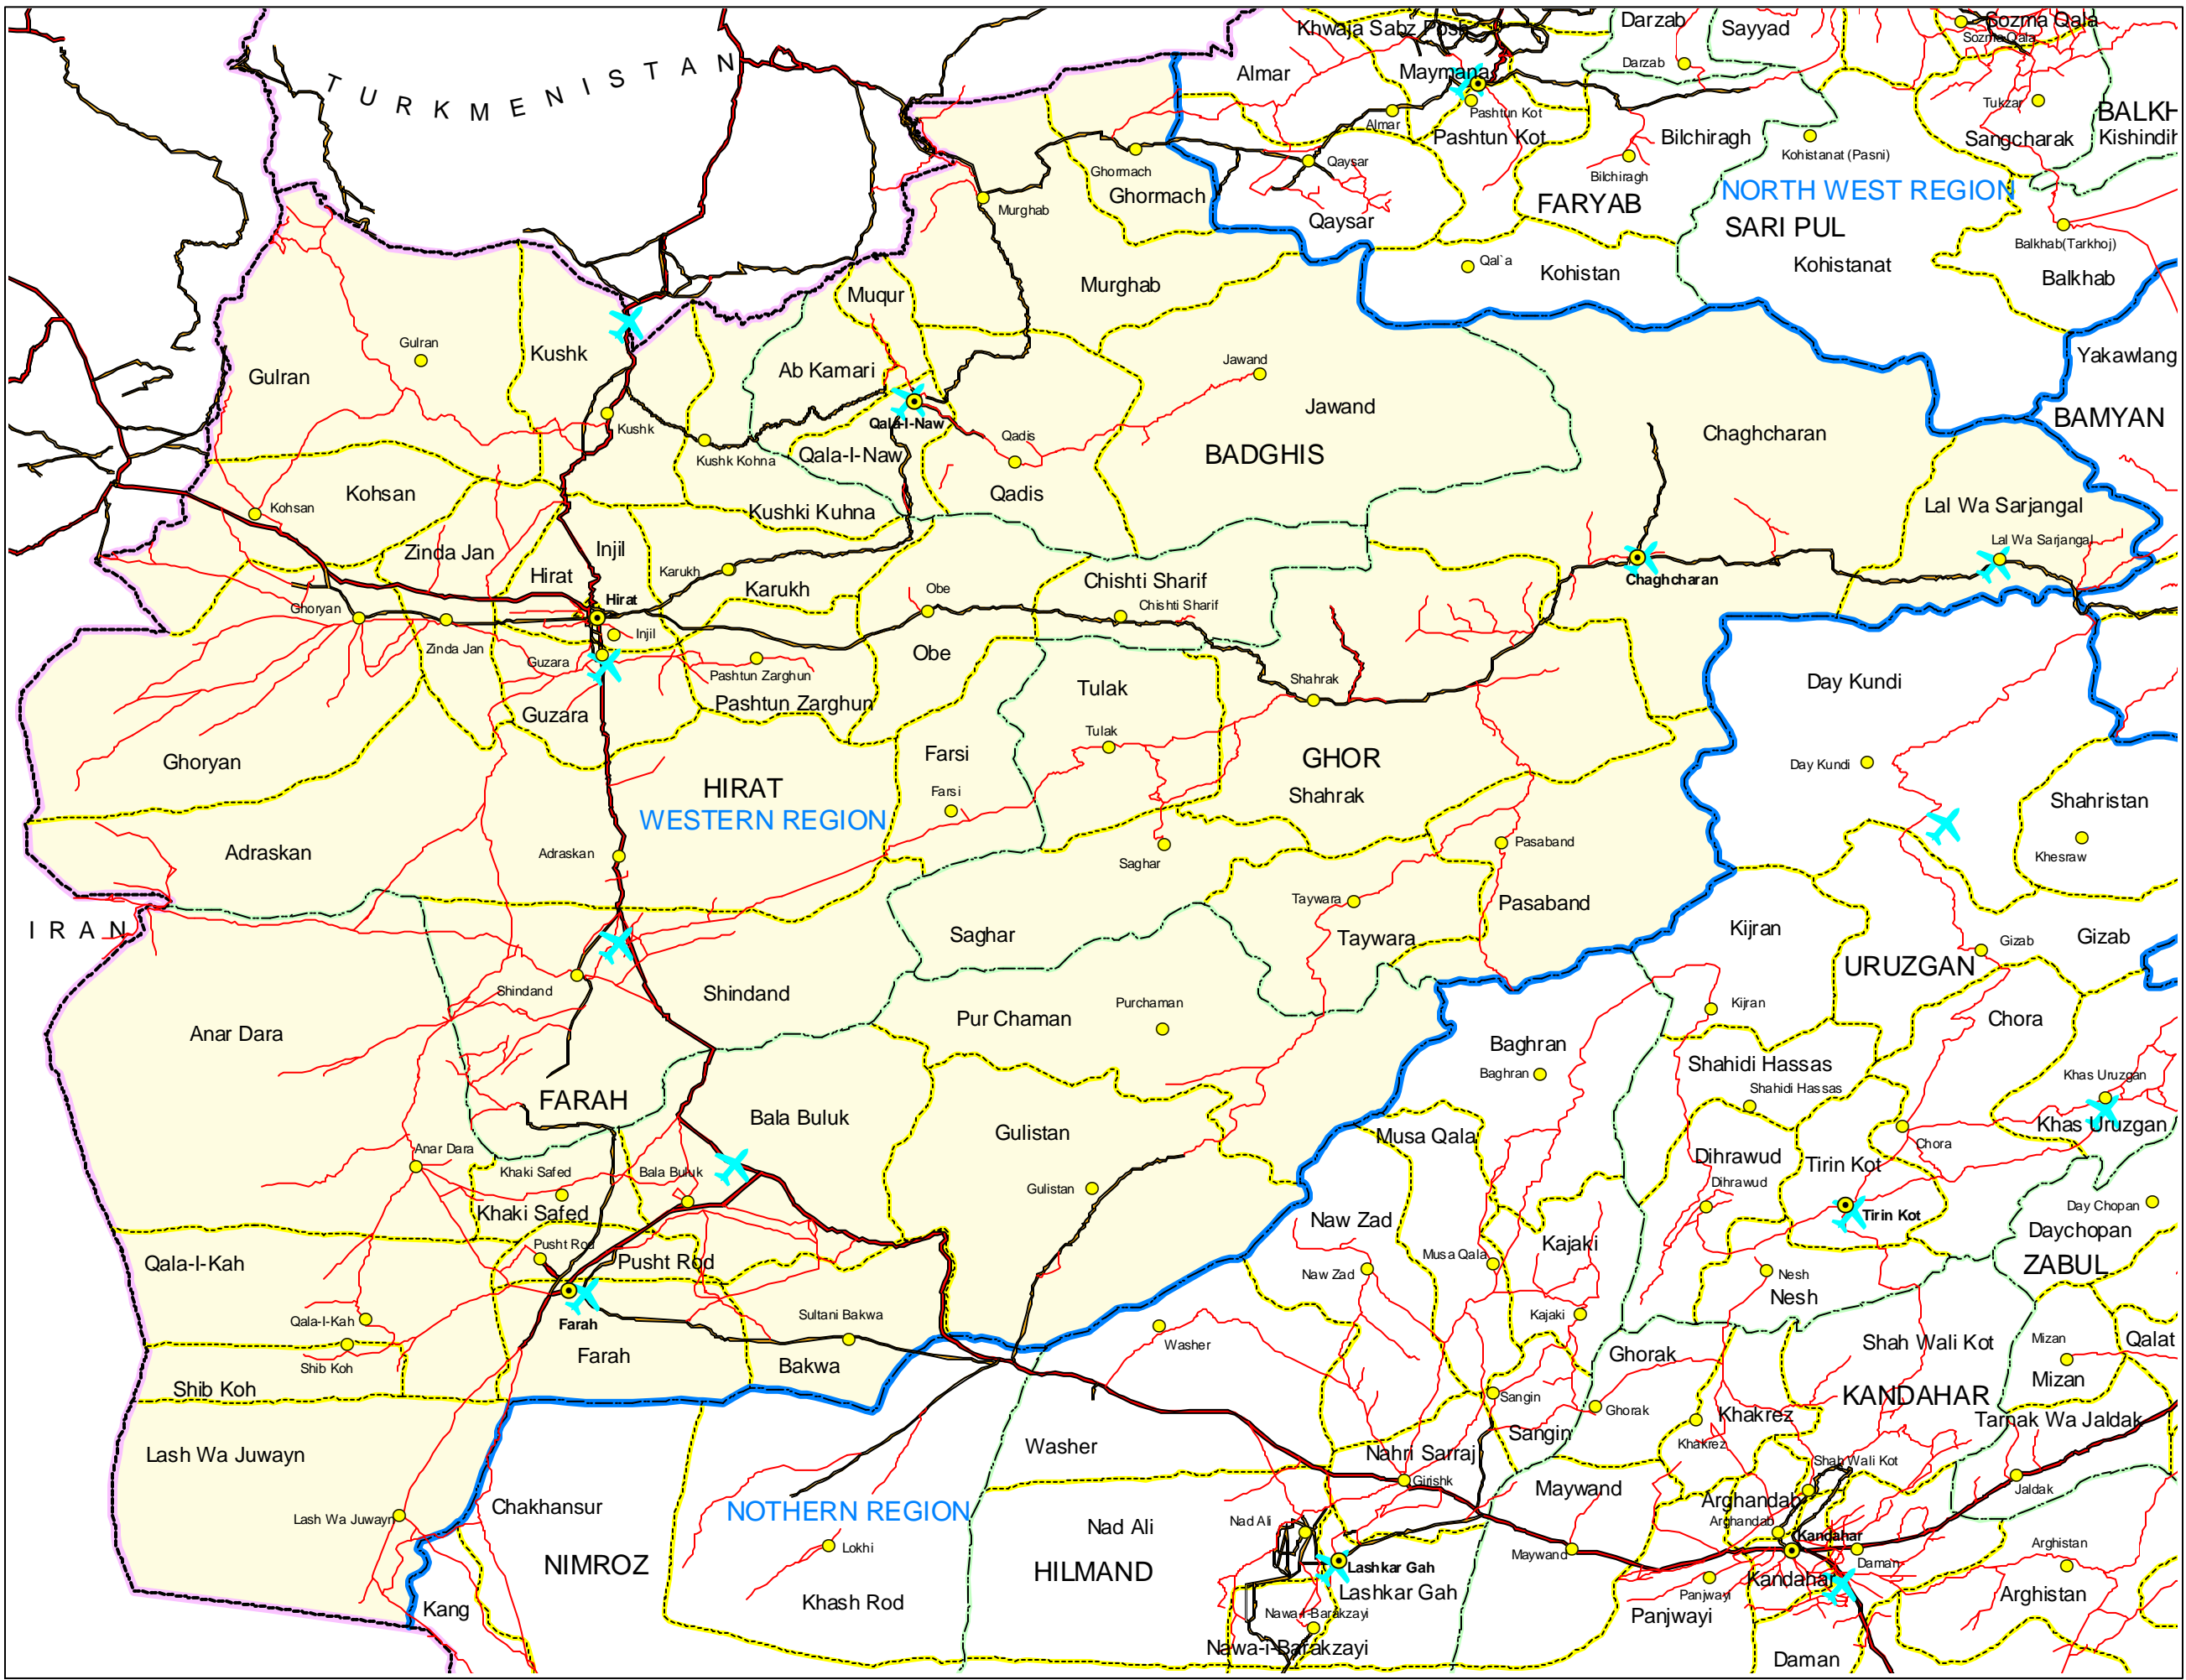 Khwaja Sabz Posh
Darzab
Sayyad
Sozma Qala
Sozma Qala
TURKMENISTAN
Almar
Maymana
Darzab
Pashtun Kot
Tukzar
BALKH
Almar
Pashtun Kot
Bilchiragh
Kohistanat (Pasni)
Sangcharak
Kishindih
Ghormach
Qaysar
Bilchiragh
Ghormach
Murghab
Qaysar
FARYAB
NORTH WEST REGION
SARI PUL
Balkhab(Tarkhoj)
Qal`a
Kohistan
Kohistanat
Balkhab
Murghab
Muqur
Gulran
Kushk
Gulran
Ab Kamari
Jawand
Yakawlang
Jawand
BAMYAN
Kushk
Qala-I-Naw
Qadis
Chaghcharan
Kushk Kohna
Qala-I-Naw
BADGHIS
Kohsan
Qadis
Kohsan
Kushki Kuhna
Lal Wa Sarjangal
Zinda Jan
Injil
Lal Wa Sarjangal
Hirat
Karukh
Karukh
Chishti Sharif
Chaghcharan
Obe
Hirat
Ghoryan
Chishti Sharif
Injil
Zinda Jan
Guzara
Obe
Pashtun Zarghun
Pashtun Zarghun
Guzara
Tulak
Shahrak
Day Kundi
Tulak
Ghoryan
Farsi
GHOR
Day Kundi
HIRAT
Farsi
Shahrak
Shahristan
WESTERN REGION
Adraskan
Adraskan
Saghar
Pasaband
Khesraw
Taywara
Pasaband
IRAN
Saghar
Taywara
Kijran
Gizab
Gizab
URUZGAN
Shindand
Shindand
Anar Dara
Pur Chaman
Purchaman
Kijran
Chora
Baghran
Baghran
Shahidi Hassas
Shahidi Hassas
Khas Uruzgan
FARAH
Bala Buluk
Gulistan
Musa Qala
Khas Uruzgan
Anar Dara
Chora
Khaki Safed
Bala Buluk
Dihrawud
Tirin Kot
Gulistan
Dihrawud
Day Chopan
Khaki Safed
Naw Zad
Tirin Kot
Daychopan
Pusht Rod
Pusht Rod
Musa Qala
Kajaki
ZABUL
Qala-I-Kah
Naw Zad
Nesh
Nesh
Qala-I-Kah
Farah
Sultani Bakwa
Kajaki
Washer
Shah Wali Kot
Mizan
Qalat
Shib Koh
Farah
Bakwa
Ghorak
Mizan
Shib Koh
Sangin
Ghorak
KANDAHAR
Khakrez
Tarnak Wa Jaldak
Lash Wa Juwayn
Washer
Nahri Sarraj
Sangin
Khakrez
Shah Wali Kot
Girishk
Maywand
Jaldak
Chakhansur
NOTHERN REGION
Arghandab
Lash Wa Juwayn
Nad Ali
Nad Ali
Arghandab
Kandahar
Lokhi
Maywand
Daman
Arghistan
NIMROZ
HILMAND
Lashkar Gah
Kandahar
Lashkar Gah
Panjwayi
Arghistan
Kang
Khash Rod
Nawa-i-Barakzayi
Panjwayi
Nawa-i-Barakzayi
Daman